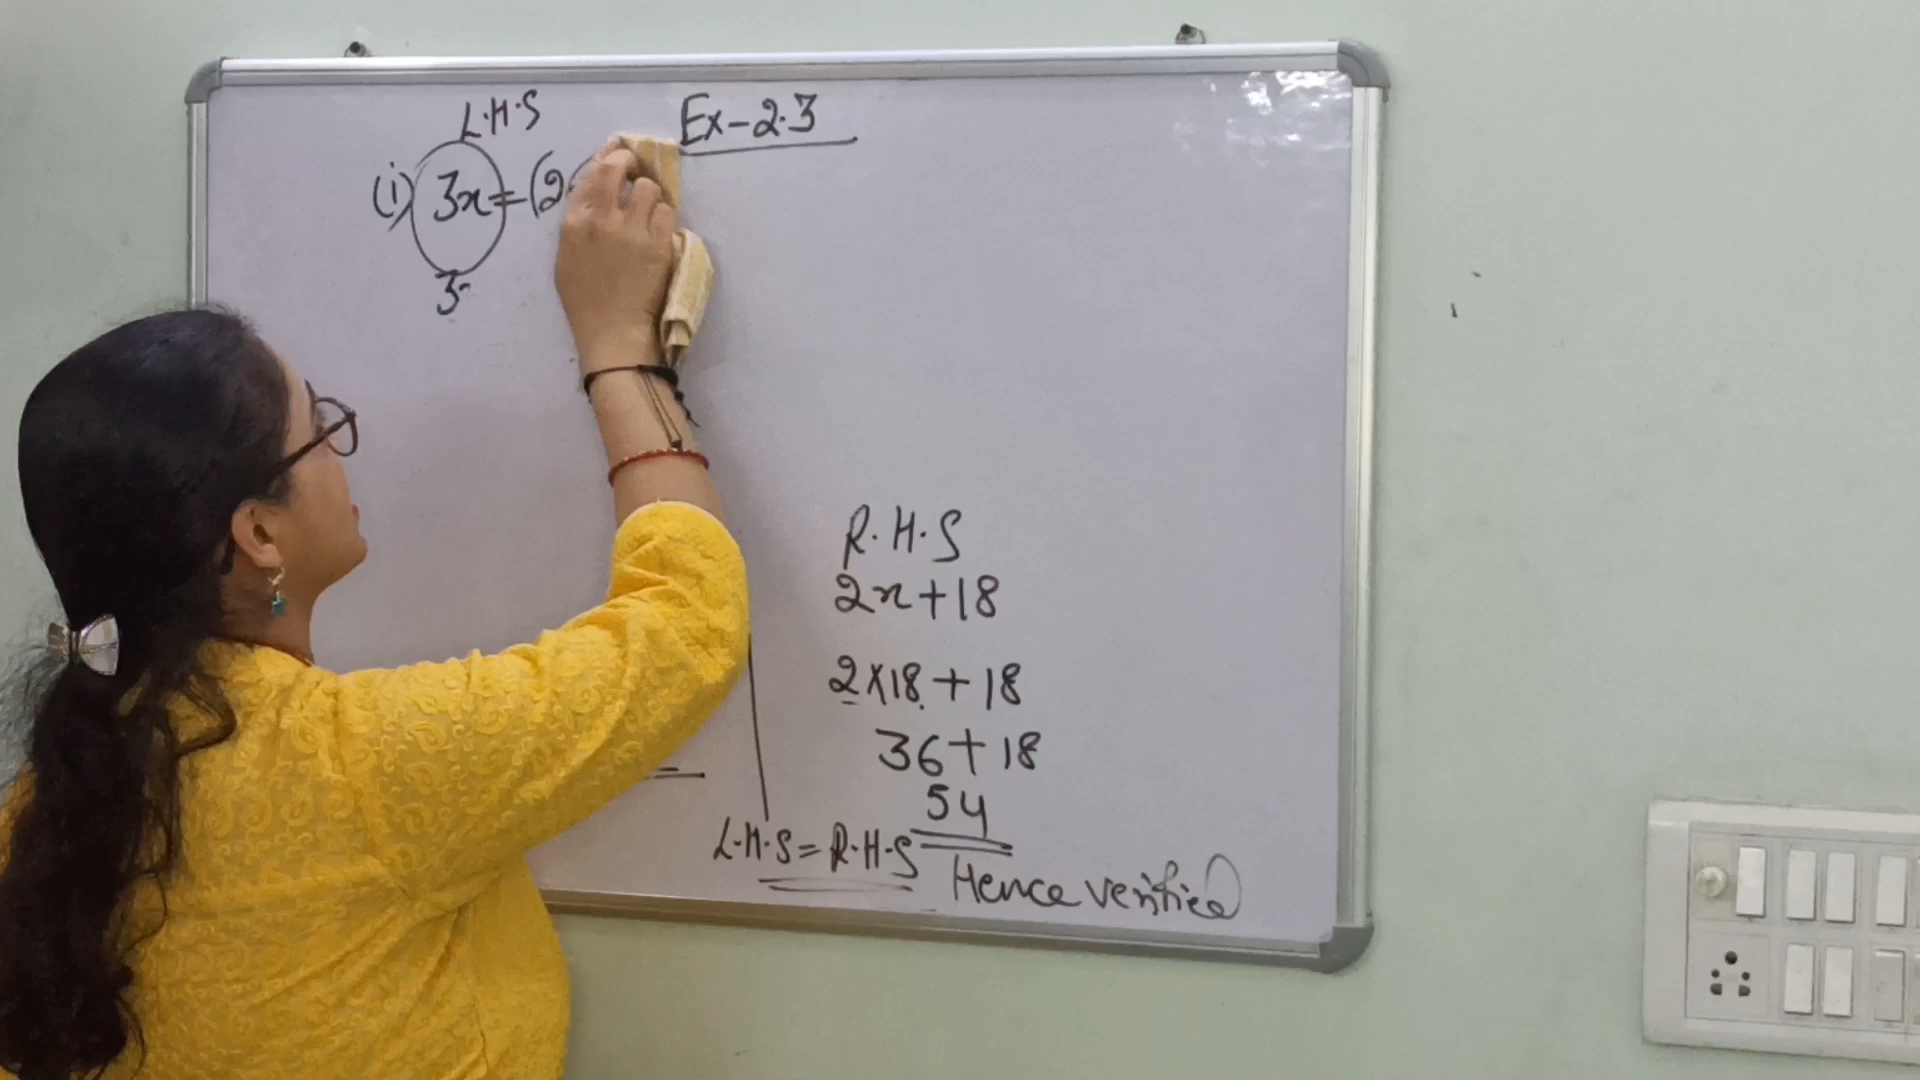 L.H.S
Ex-2.3
(i) 3x = (2
3
R.H.S
2x+18
2×18+18
36+18
54
L.H.S=R.H.S
Hence verified